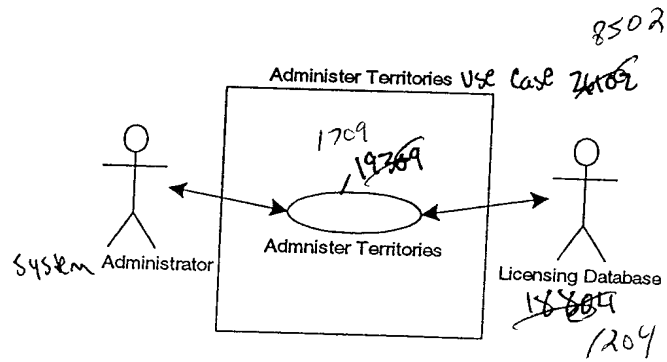 8502
Administer Territories use case
1709
Admnister Territories
system Administrator
Licensing Database
1204